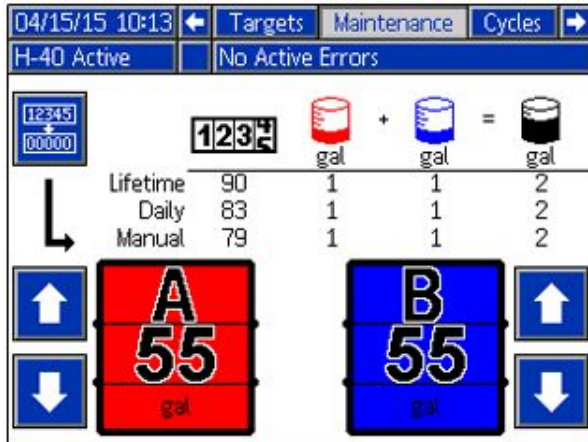 04/15/15 10:13 Targets Maintenance Cycles
H-40 Active No Active Errors
12345
00000
1234
+ =
gal gal gal
Lifetime 90 1 1 2
Daily 83 1 1 2
Manual 79 1 1 2
A B
55 55
gal gal